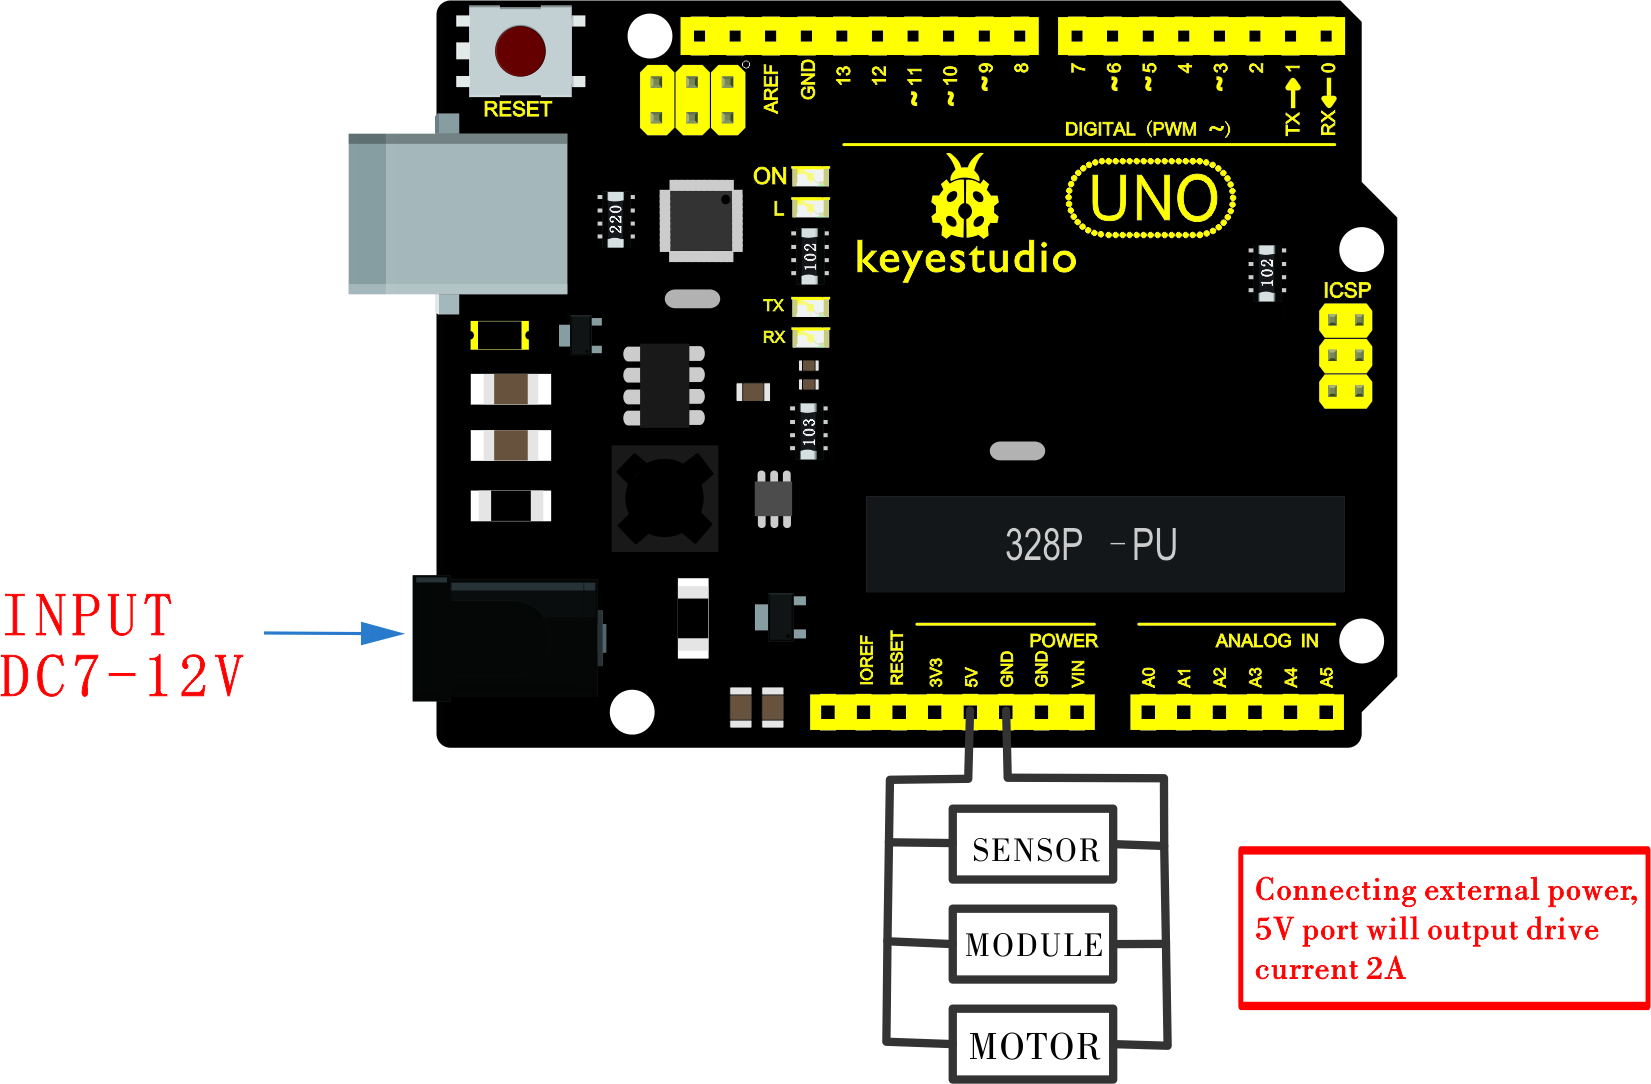 RESET
AREF
GND
13
12
~11
~10
~9
8
7
~6
~5
4
~3
2
TX→1
RX←0
DIGITAL (PWM ~)
ON
L
220
102
UNO
keyestudio
102
ICSP
TX
RX
103
328P -PU
INPUT
DC7-12V
POWER
ANALOG IN
IOREF
RESET
3V3
5V
GND
GND
VIN
A0
A1
A2
A3
A4
A5
SENSOR
MODULE
MOTOR
Connecting external power,
5V port will output drive
current 2A